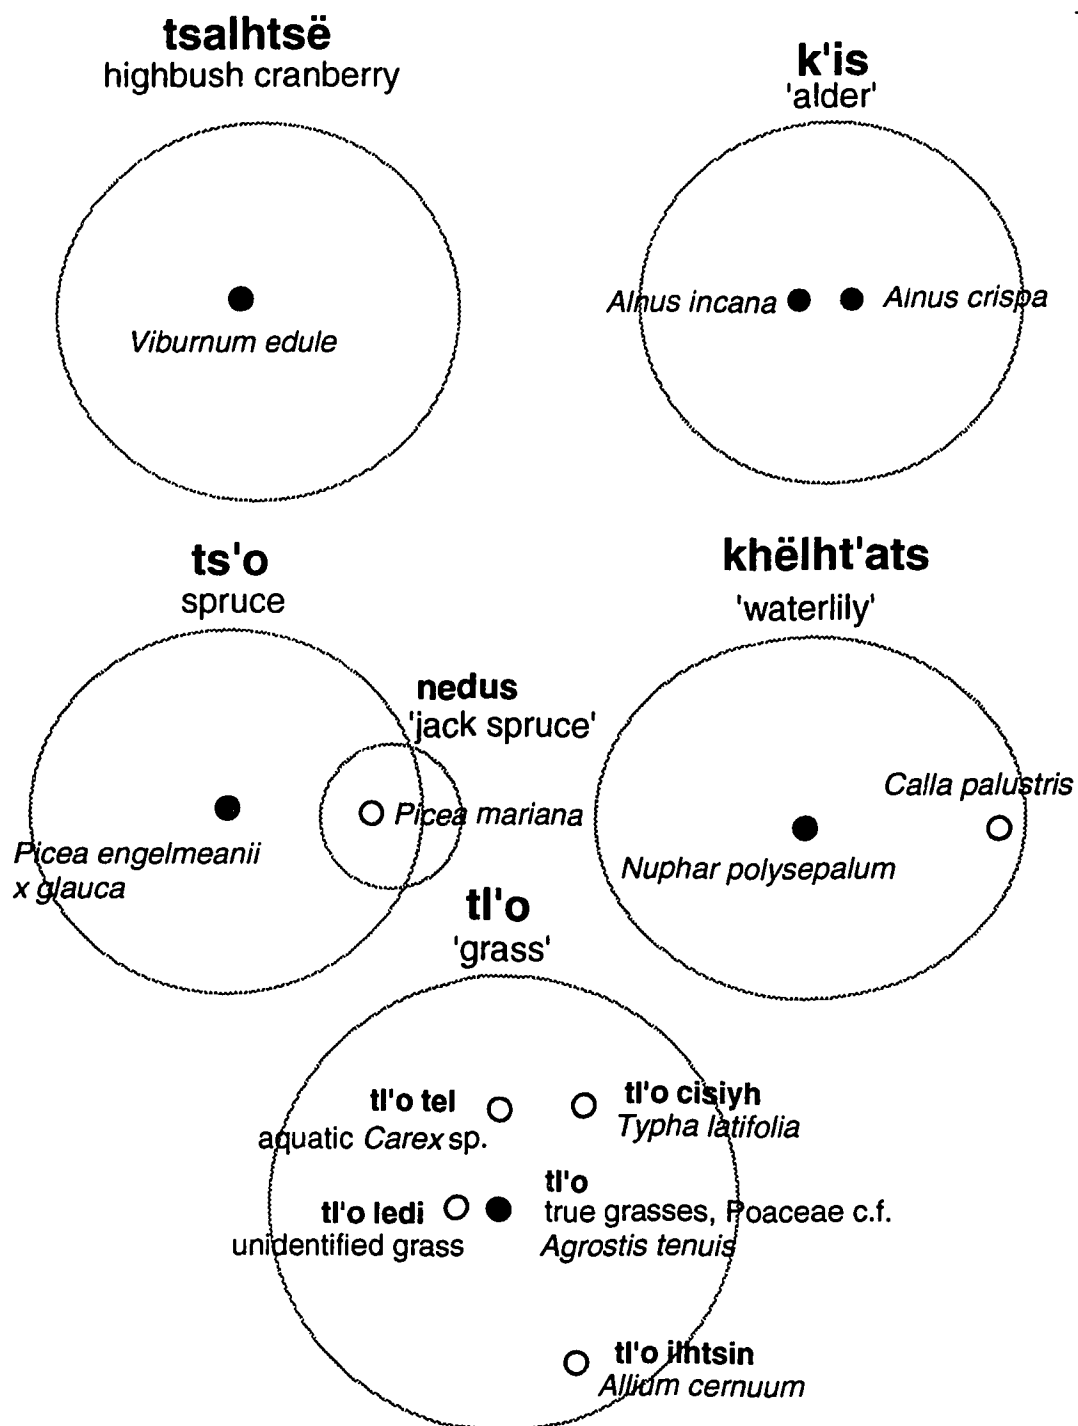 tsalhtsë
highbush cranberry
Viburnum edule
k'is
'alder'
Alnus incana
Alnus crispa
ts'o
spruce
Picea engelmeanii
x glauca
nedus
'jack spruce'
Picea mariana
khëlht'ats
'waterlily'
Calla palustris
Nuphar polysepalum
tl'o
'grass'
tl'o tel
aquatic Carex sp.
tl'o cisiyh
Typha latifolia
tl'o ledi
unidentified grass
tl'o
true grasses, Poaceae c.f.
Agrostis tenuis
tl'o ilhtsin
Allium cernuum